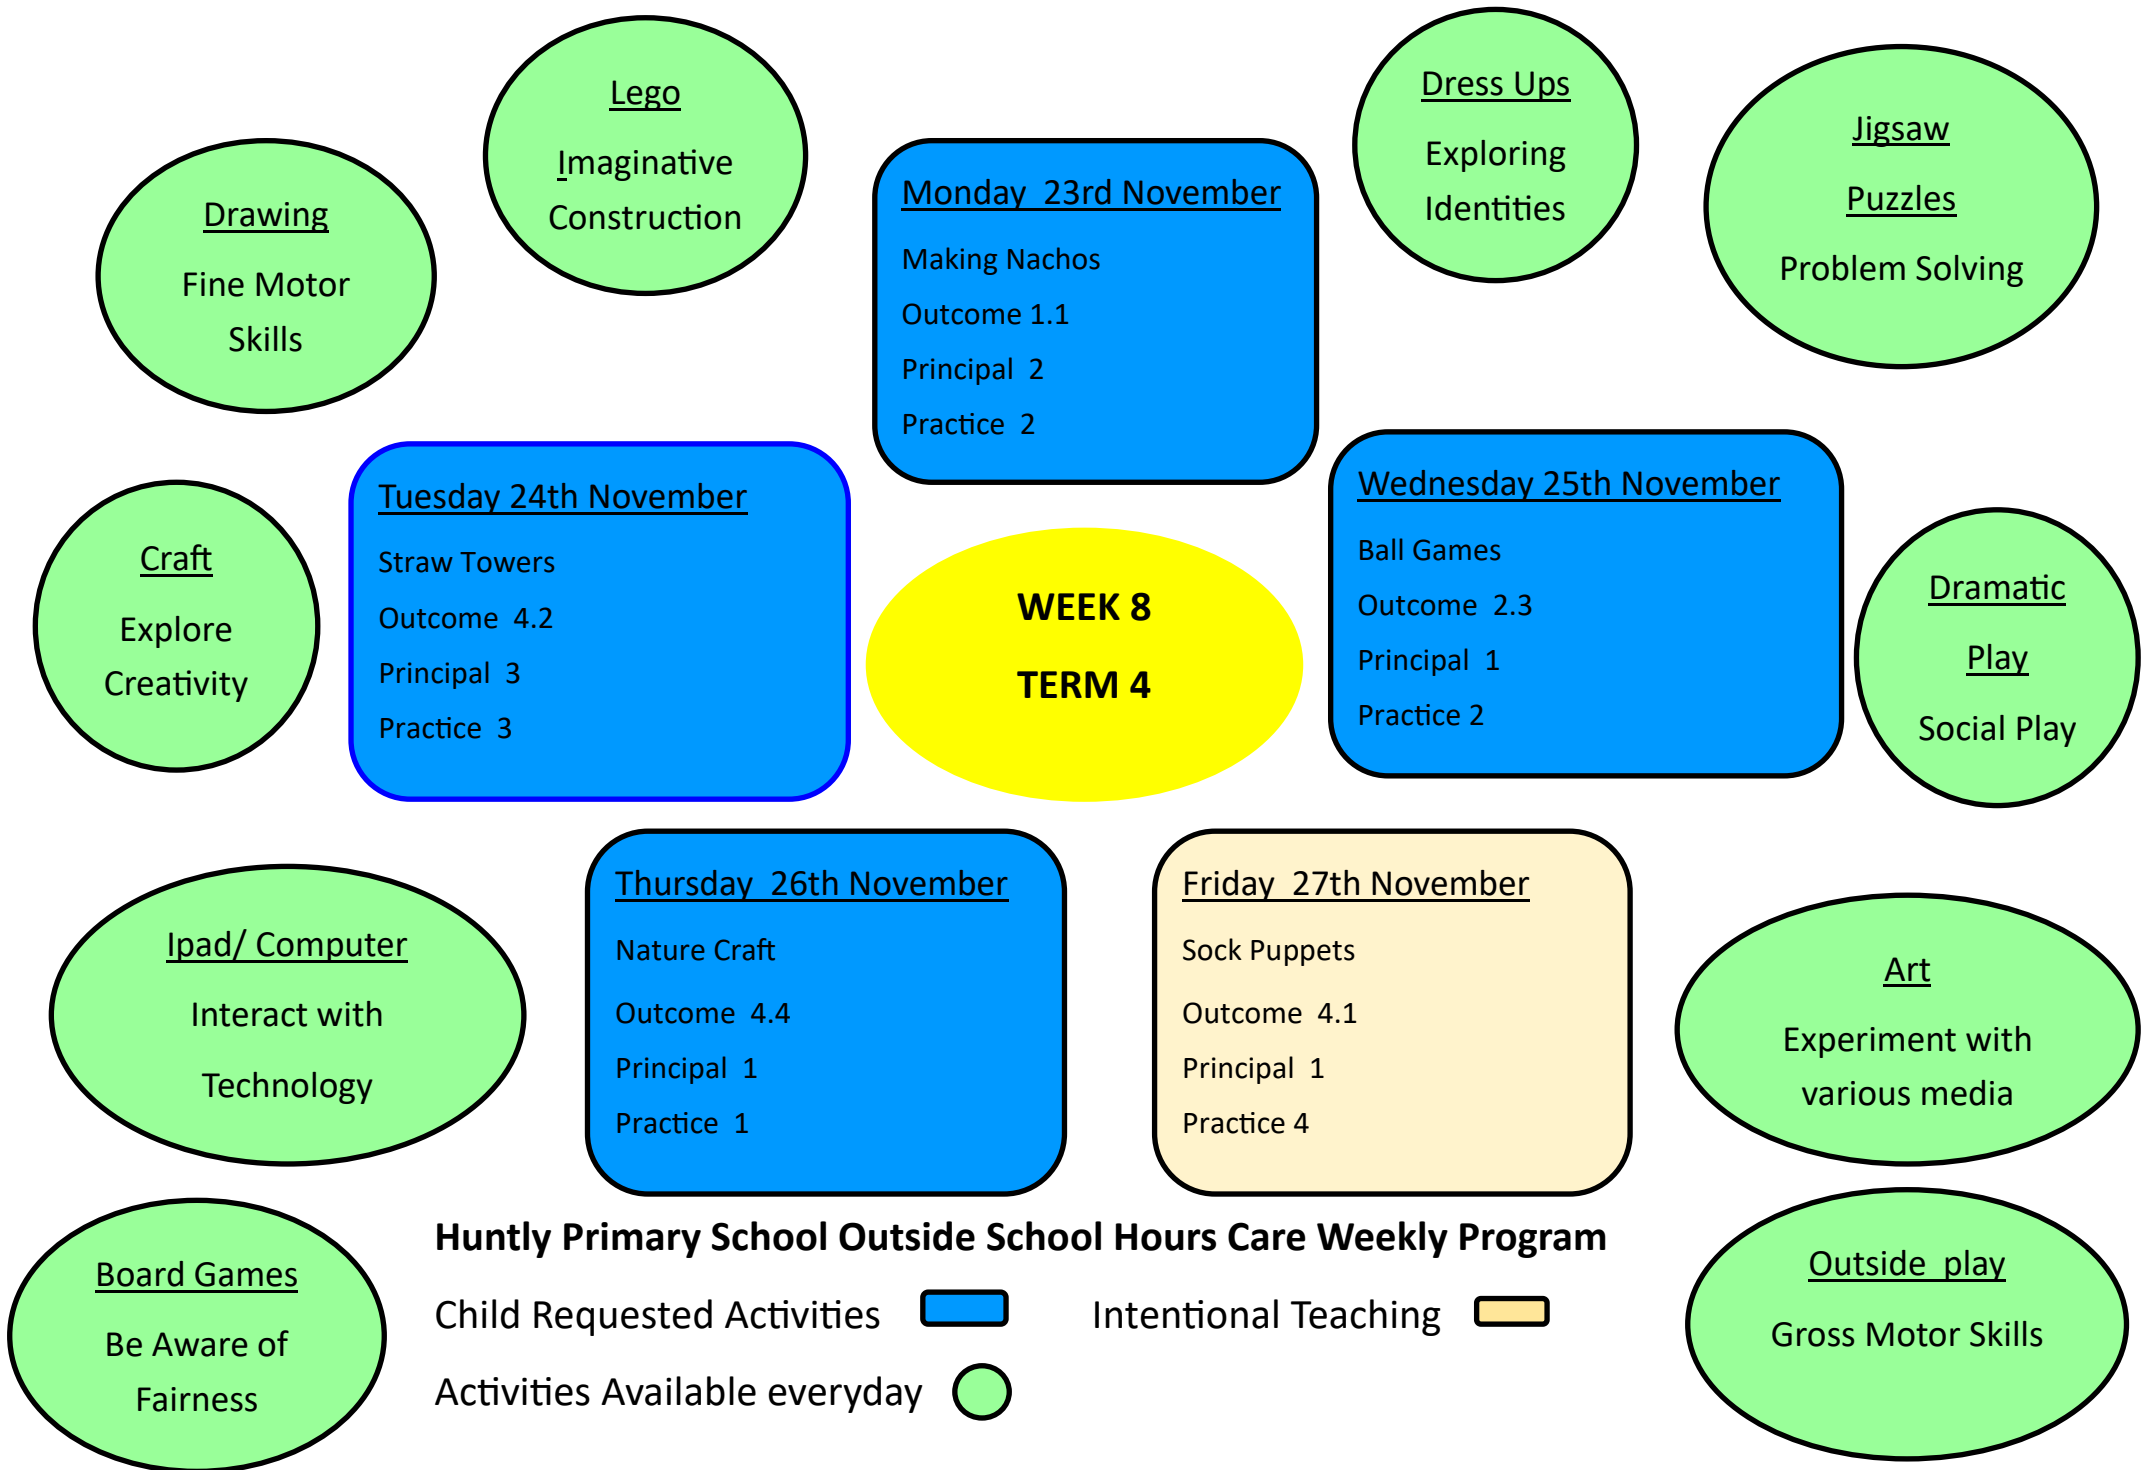 Lego
Imaginative
Construction
Dress Ups
Exploring
Identities
Jigsaw
Puzzles
Problem Solving
Drawing
Fine Motor
Skills
Monday  23rd November
Making Nachos
Outcome 1.1
Principal  2
Practice  2
Craft
Explore
Creativity
Tuesday 24th November
Straw Towers
Outcome  4.2
Principal  3
Practice  3
WEEK 8
TERM 4
Wednesday 25th November
Ball Games
Outcome  2.3
Principal  1
Practice 2
Dramatic
Play
Social Play
Ipad/ Computer
Interact with
Technology
Thursday  26th November
Nature Craft
Outcome  4.4
Principal  1
Practice  1
Friday  27th November
Sock Puppets
Outcome  4.1
Principal  1
Practice 4
Art
Experiment with
various media
Board Games
Be Aware of
Fairness
Huntly Primary School Outside School Hours Care Weekly Program
Child Requested Activities
Intentional Teaching
Activities Available everyday
Outside  play
Gross Motor Skills